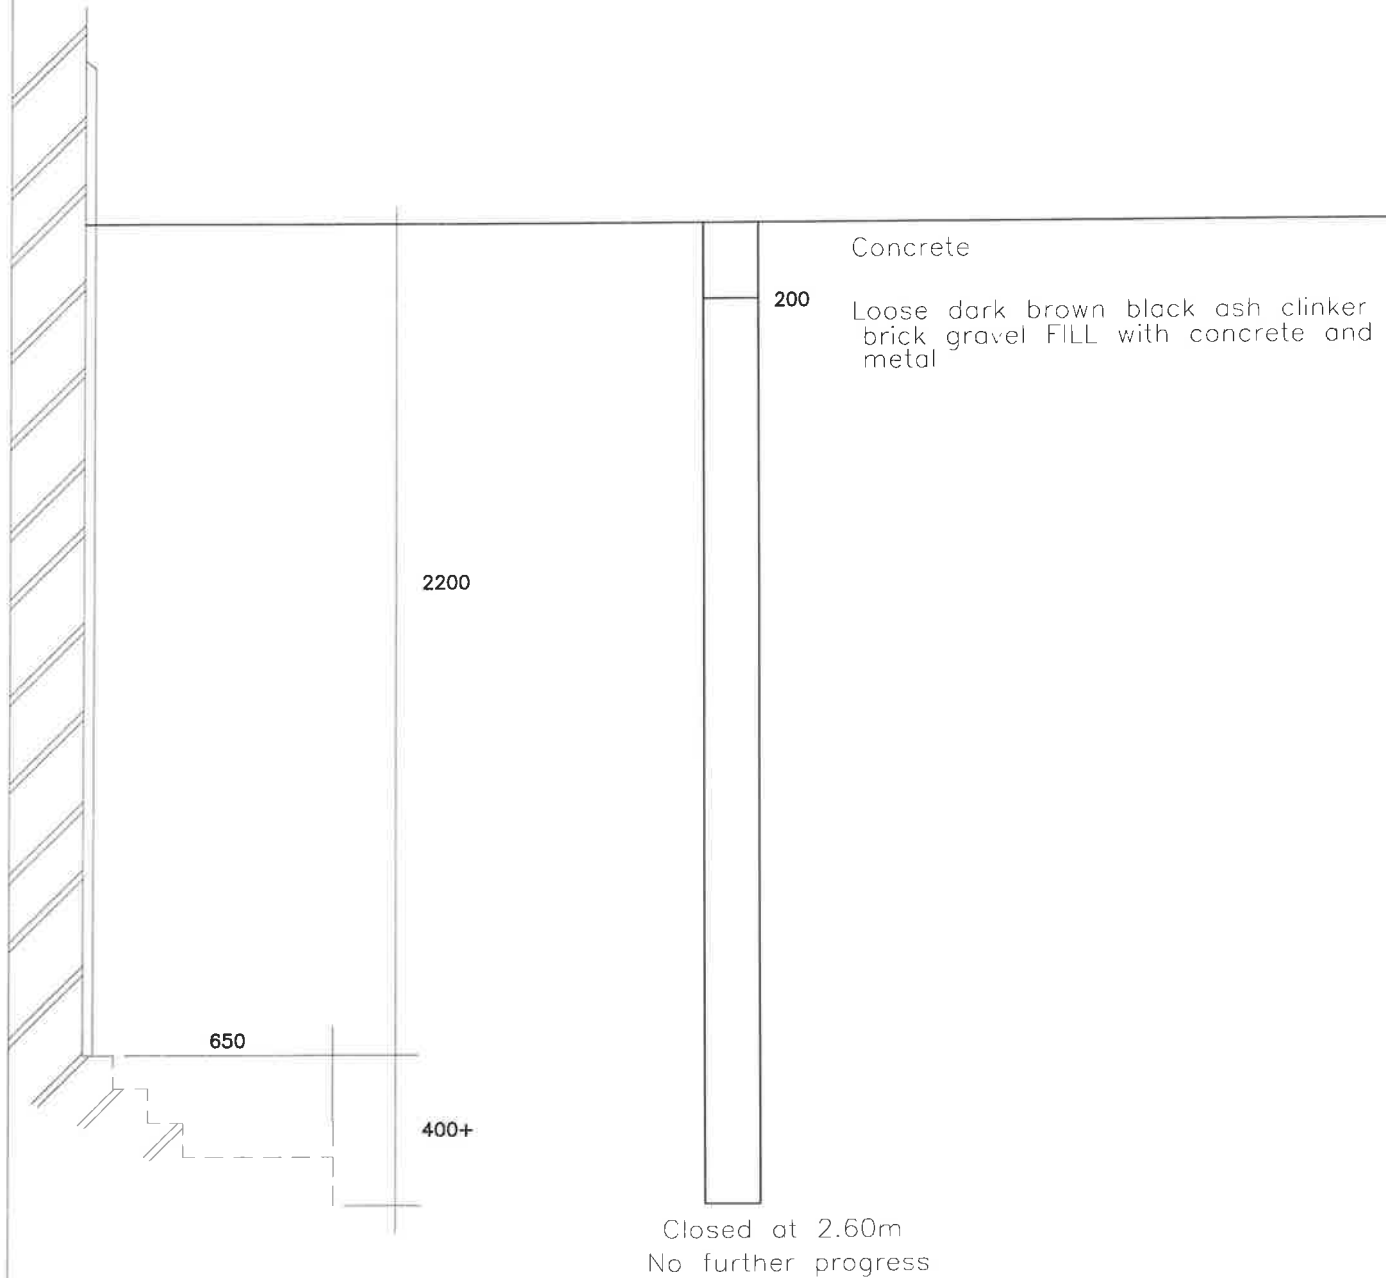 Concrete
200
Loose dark brown black ash clinker
brick gravel FILL with concrete and
metal
2200
650
400+
Closed at 2.60m
No further progress